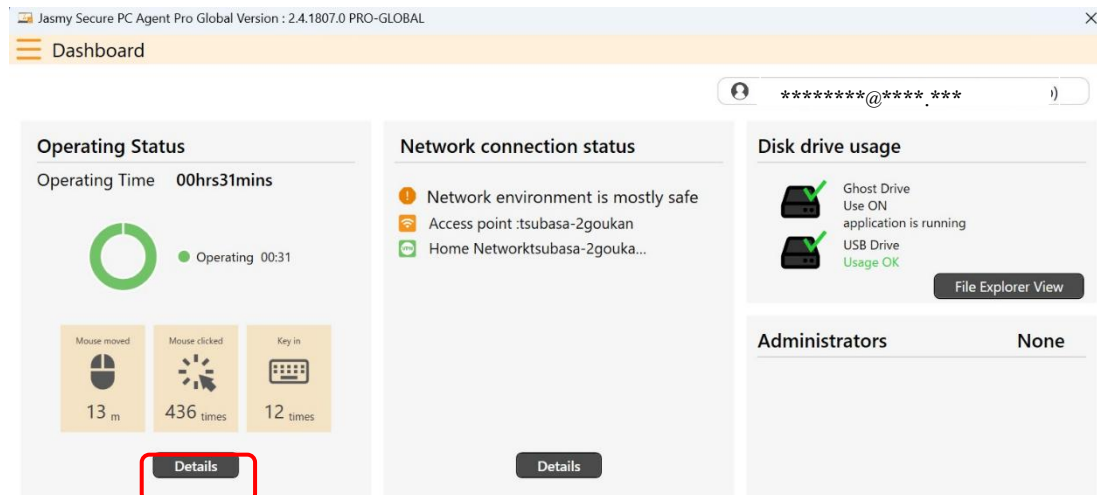 Jasmy Secure PC Agent Pro Global Version : 2.4.1807.0 PRO-GLOBAL
Dashboard
********@****.*** )
Operating Status
Operating Time 00hrs31mins
Operating 00:31
Mouse moved
13 m
Mouse clicked
436 times
Key in
12 times
Details
Network connection status
Network environment is mostly safe
Access point :tsubasa-2goukan
Home Networktsubasa-2gouka...
Details
Disk drive usage
Ghost Drive
Use ON
application is running
USB Drive
Usage OK
File Explorer View
Administrators None